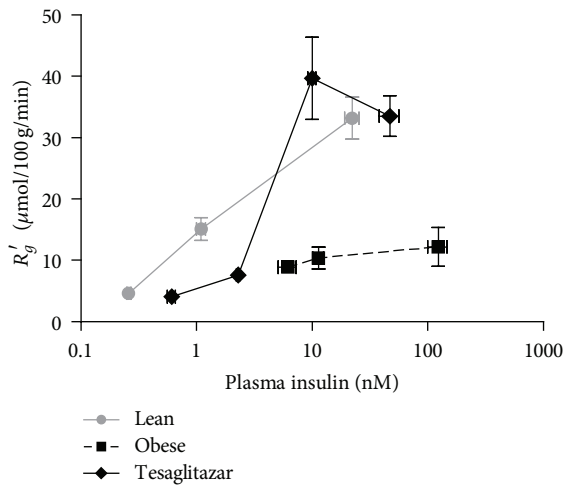 50
40
30
20
10
0
R′g (μmol/100 g/min)
0.1 1 10 100 1000
Plasma insulin (nM)
Lean
Obese
Tesaglitazar